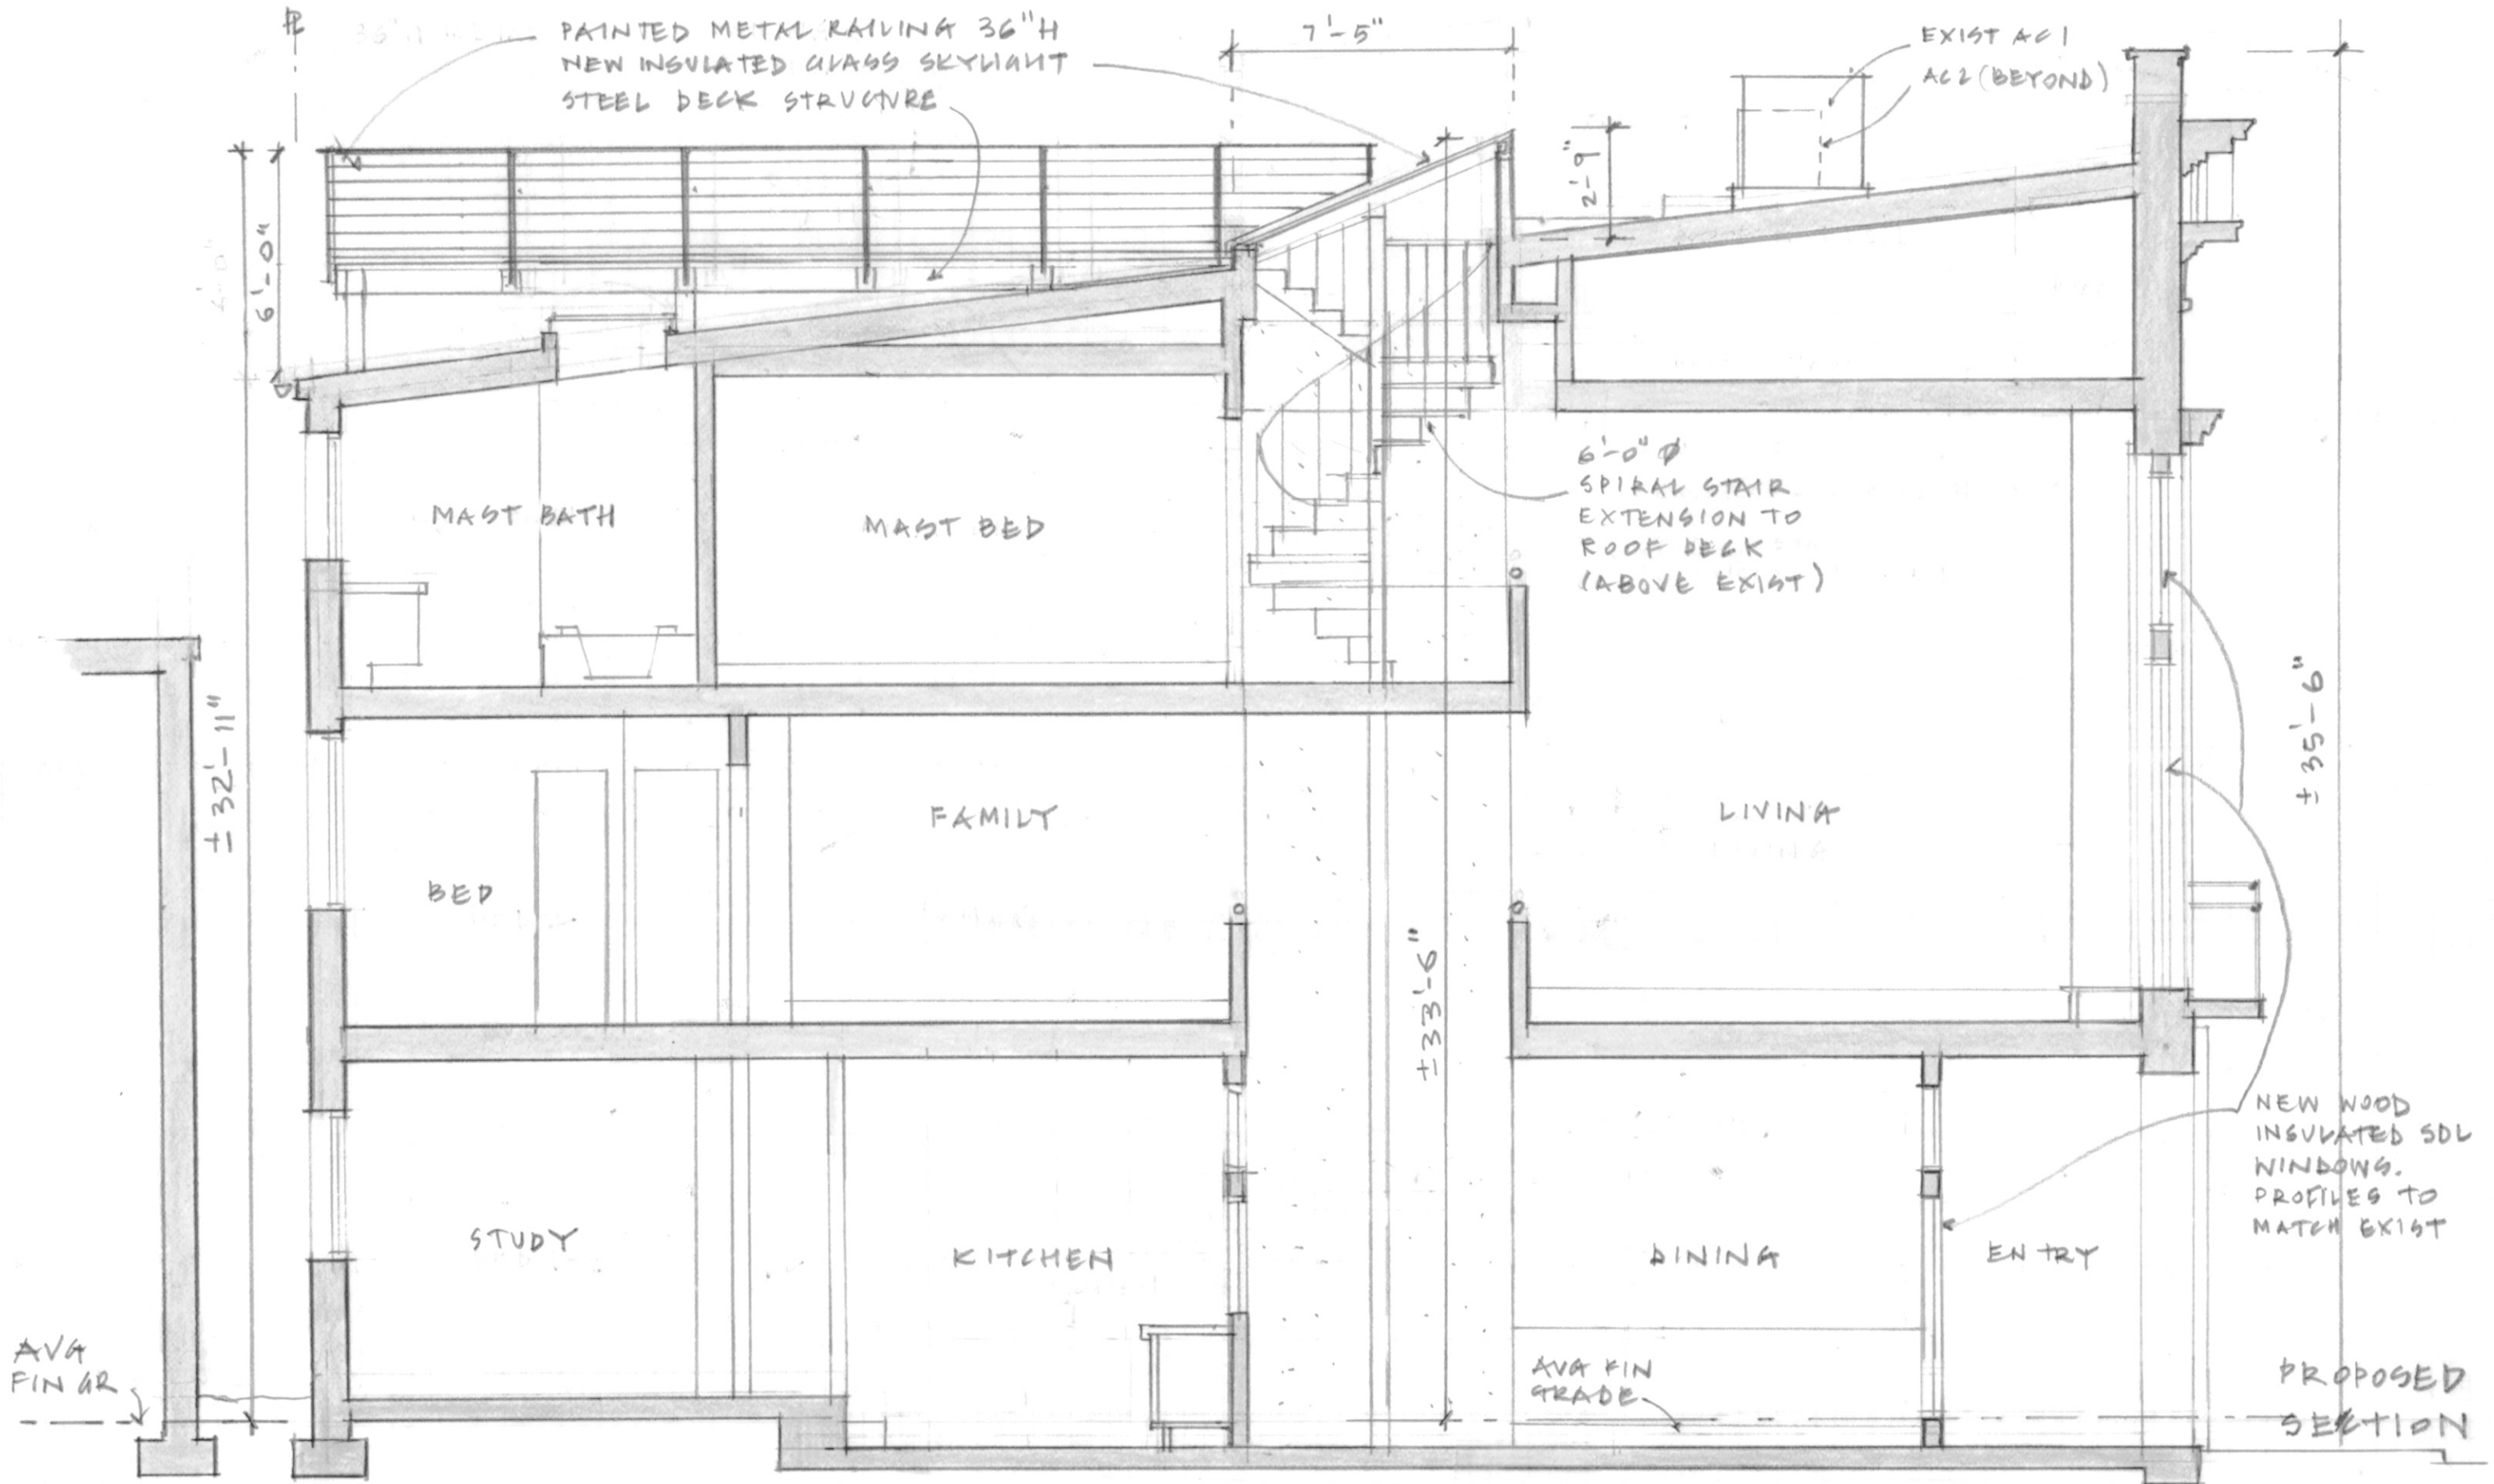 PL
PAINTED METAL RAILING 36"H
NEW INSULATED GLASS SKYLIGHT
STEEL DECK STRUCTURE
7'-5"
EXIST AC1
AC2 (BEYOND)
2'-9"
6'-0"
6'-0" Ø
SPIRAL STAIR
EXTENSION TO
ROOF DECK
(ABOVE EXIST)
MAST BATH
MAST BED
± 32'-11"
± 35'-6"
BED
FAMILY
LIVING
± 33'-6"
NEW WOOD
INSULATED SDL
WINDOWS.
PROFILES TO
MATCH EXIST
STUDY
KITCHEN
DINING
ENTRY
AVG
FIN GR
AVG FIN
GRADE
PROPOSED
SECTION